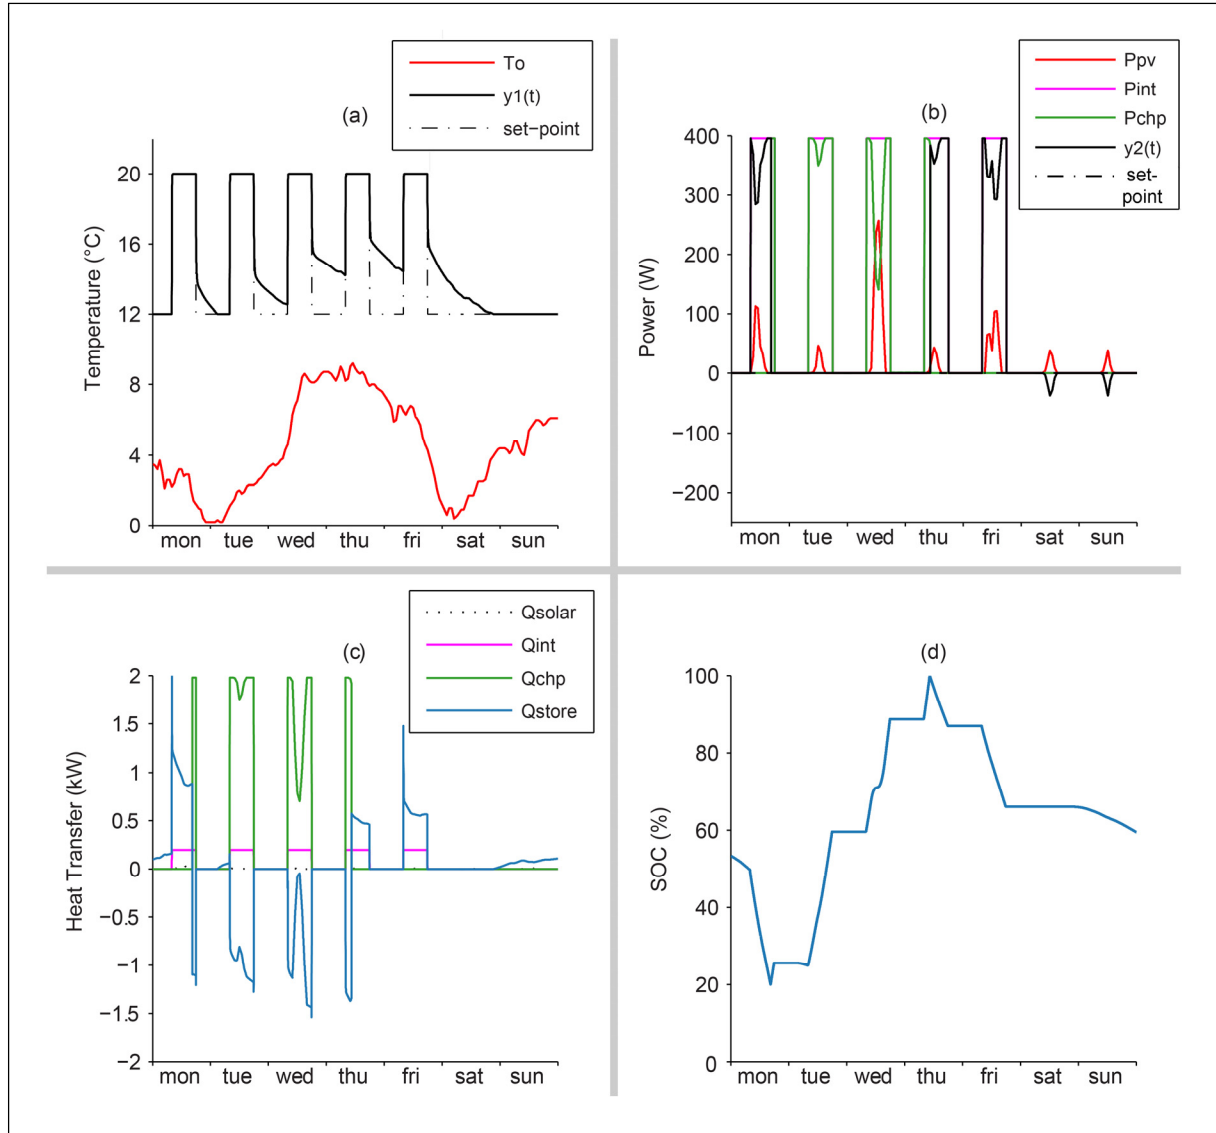 To
y1(t)
set−point
(a)
20
16
12
8
4
0
Temperature (°C)
mon tue wed thu fri sat sun
Ppv
Pint
Pchp
y2(t)
set-
point
(b)
400
300
200
100
0
−100
−200
Power (W)
mon tue wed thu fri sat sun
Qsolar
Qint
Qchp
Qstore
(c)
2
1.5
1
0.5
0
−0.5
−1
−1.5
−2
Heat Transfer (kW)
mon tue wed thu fri sat sun
(d)
100
80
60
40
20
0
SOC (%)
mon tue wed thu fri sat sun